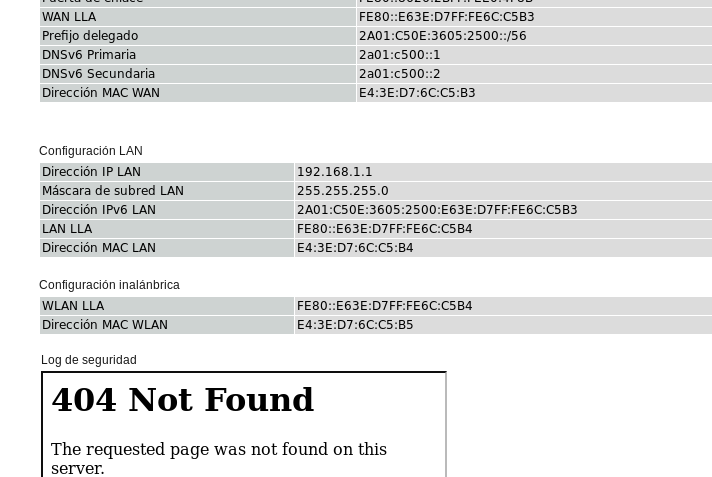 WAN LLA FE80::E63E:D7FF:FE6C:C5B3
Prefijo delegado 2A01:C50E:3605:2500::/56
DNSv6 Primaria 2a01:c500::1
DNSv6 Secundaria 2a01:c500::2
Dirección MAC WAN E4:3E:D7:6C:C5:B3
Configuración LAN
Dirección IP LAN 192.168.1.1
Máscara de subred LAN 255.255.255.0
Dirección IPv6 LAN 2A01:C50E:3605:2500:E63E:D7FF:FE6C:C5B3
LAN LLA FE80::E63E:D7FF:FE6C:C5B4
Dirección MAC LAN E4:3E:D7:6C:C5:B4
Configuración inalánbrica
WLAN LLA FE80::E63E:D7FF:FE6C:C5B4
Dirección MAC WLAN E4:3E:D7:6C:C5:B5
Log de seguridad
404 Not Found
The requested page was not found on this
server.